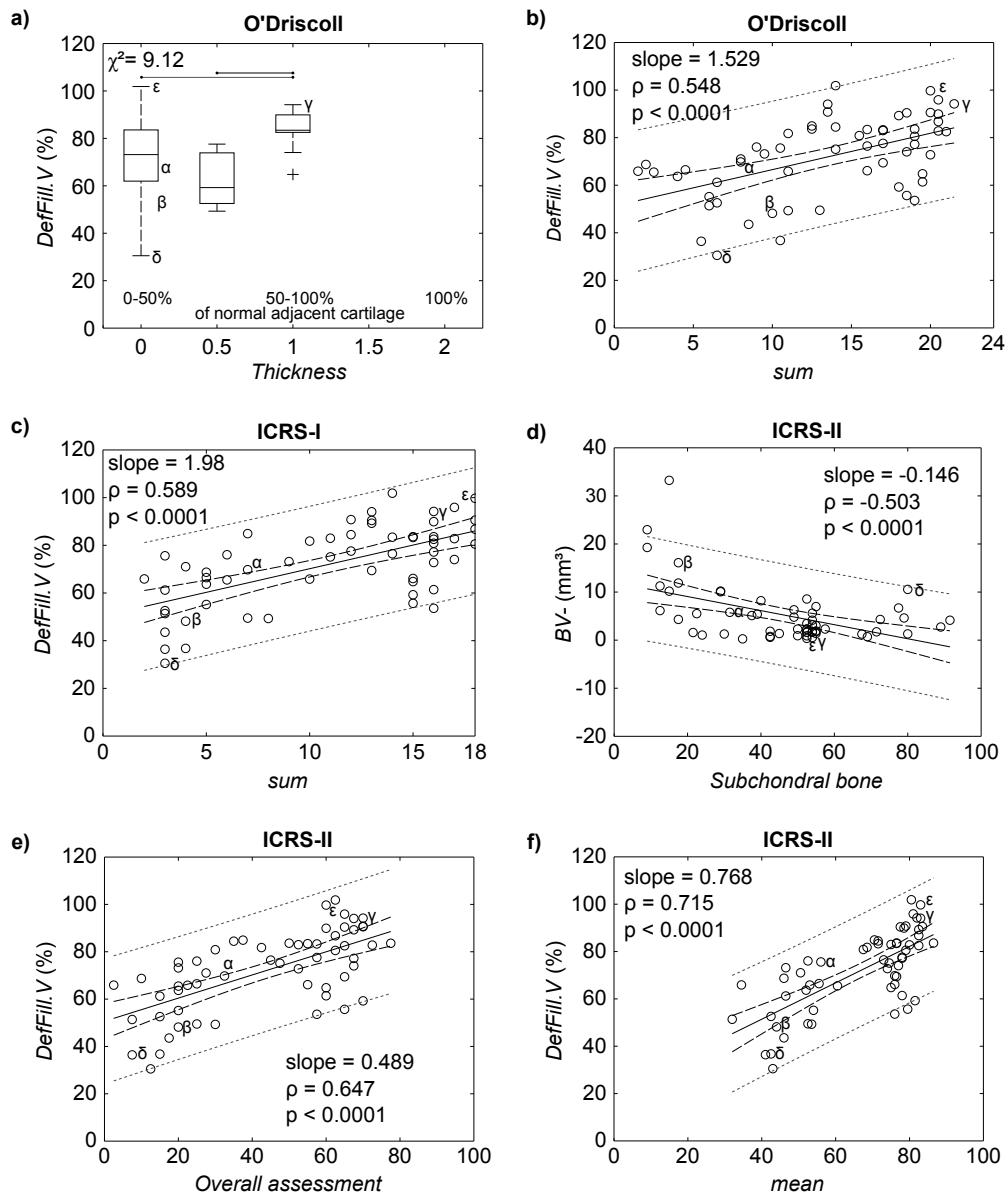 a)
O'Driscoll
χ²= 9.12
ε
α
β
δ
γ
0-50%
50-100%
100%
of normal adjacent cartilage
120
100
80
60
40
20
0
DefFill.V (%)
0
0.5
1
1.5
2
Thickness
b)
O'Driscoll
slope = 1.529
ρ = 0.548
p < 0.0001
ε
γ
α
β
δ
120
100
80
60
40
20
0
DefFill.V (%)
0
5
10
15
20
24
sum
c)
ICRS-I
slope = 1.98
ρ = 0.589
p < 0.0001
ε
γ
α
β
δ
120
100
80
60
40
20
0
DefFill.V (%)
0
5
10
15
18
sum
d)
ICRS-II
slope = -0.146
ρ = -0.503
p < 0.0001
β
δ
α
εγ
40
30
20
10
0
-10
-20
BV- (mm³)
0
20
40
60
80
100
Subchondral bone
e)
ICRS-II
ε
γ
α
β
δ
slope = 0.489
ρ = 0.647
p < 0.0001
120
100
80
60
40
20
0
DefFill.V (%)
0
20
40
60
80
100
Overall assessment
f)
ICRS-II
slope = 0.768
ρ = 0.715
p < 0.0001
ε
γ
α
β
δ
120
100
80
60
40
20
0
DefFill.V (%)
0
20
40
60
80
100
mean